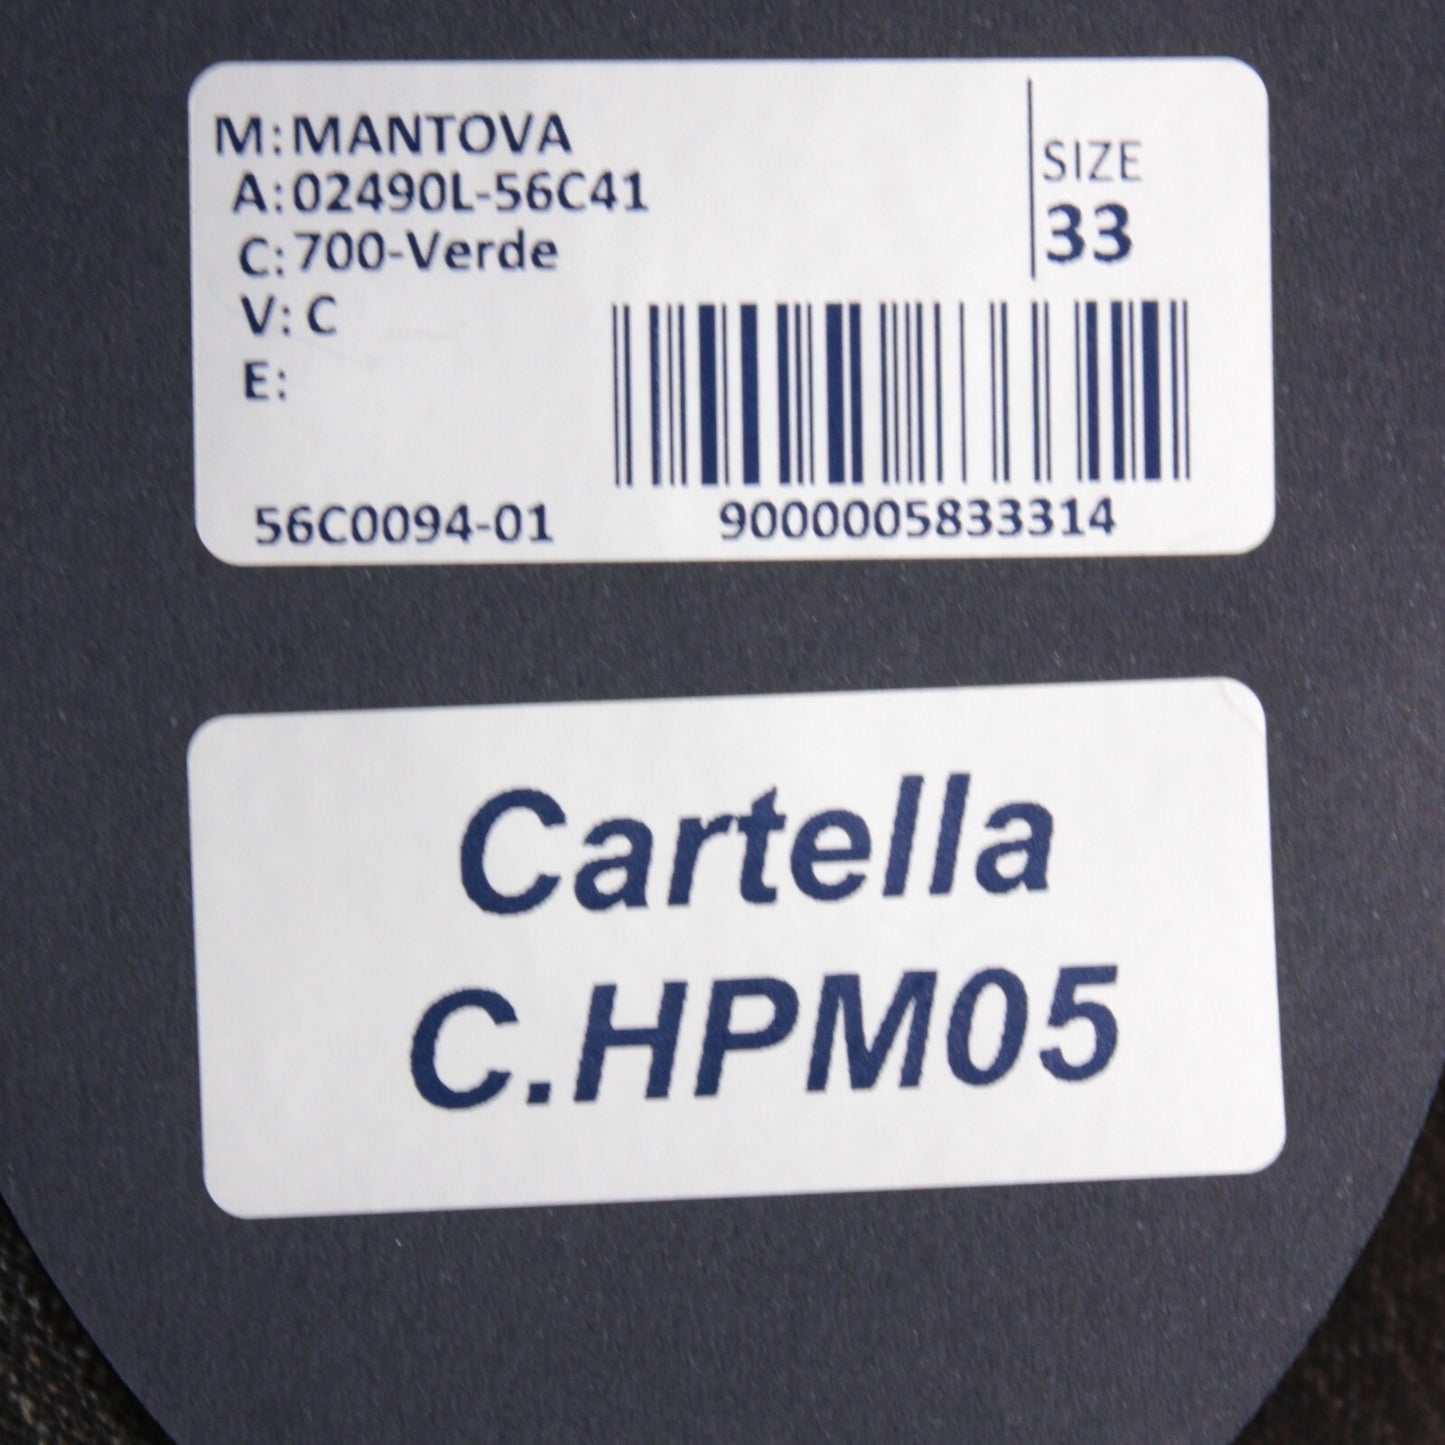 M: MANTOVA
A: 02490L-56C41
C: 700-Verde
V: C
E:
SIZE
33
56C0094-01
9000005833314
Cartella
C.HPM05